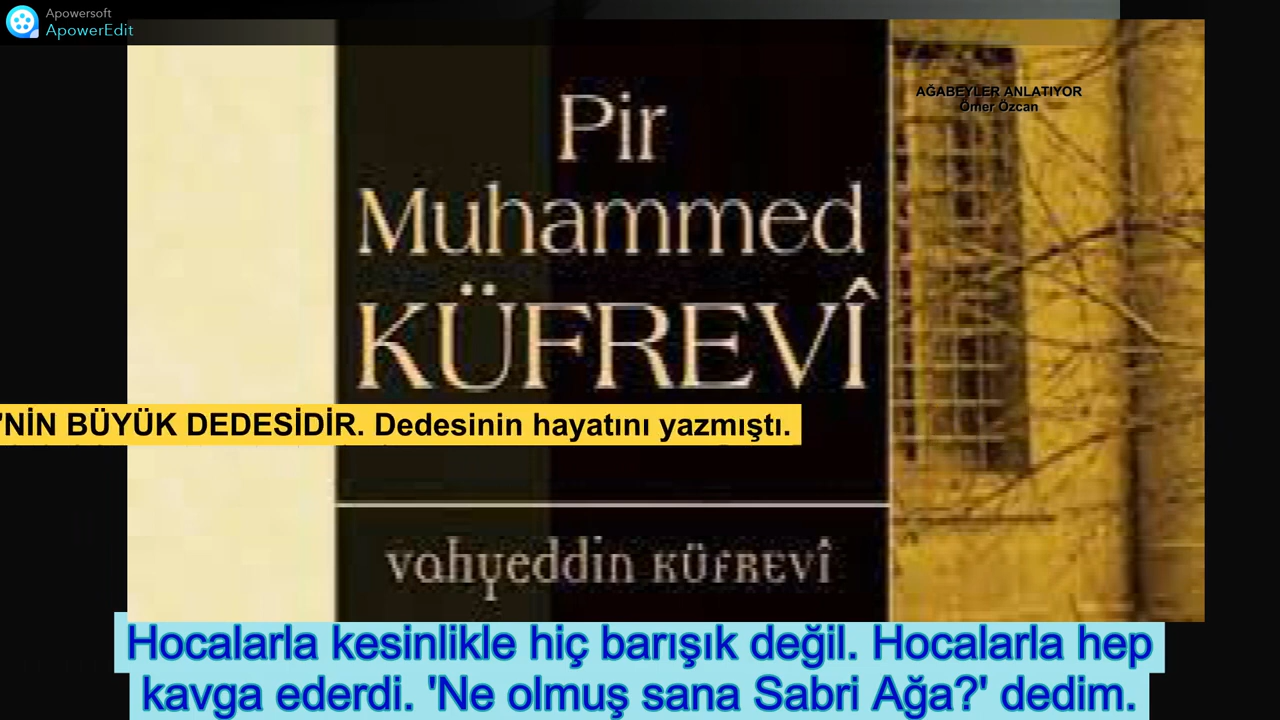 Apowersoft
ApowerEdit
AĞABEYLER ANLATIYOR
Ömer Özcan
Pir
Muhammed
KÜFREVÎ
'NİN BÜYÜK DEDESİDİR. Dedesinin hayatını yazmıştı.
vahyeddin KÜFREVÎ
Hocalarla kesinlikle hiç barışık değil. Hocalarla hep
kavga ederdi. 'Ne olmuş sana Sabri Ağa?' dedim.